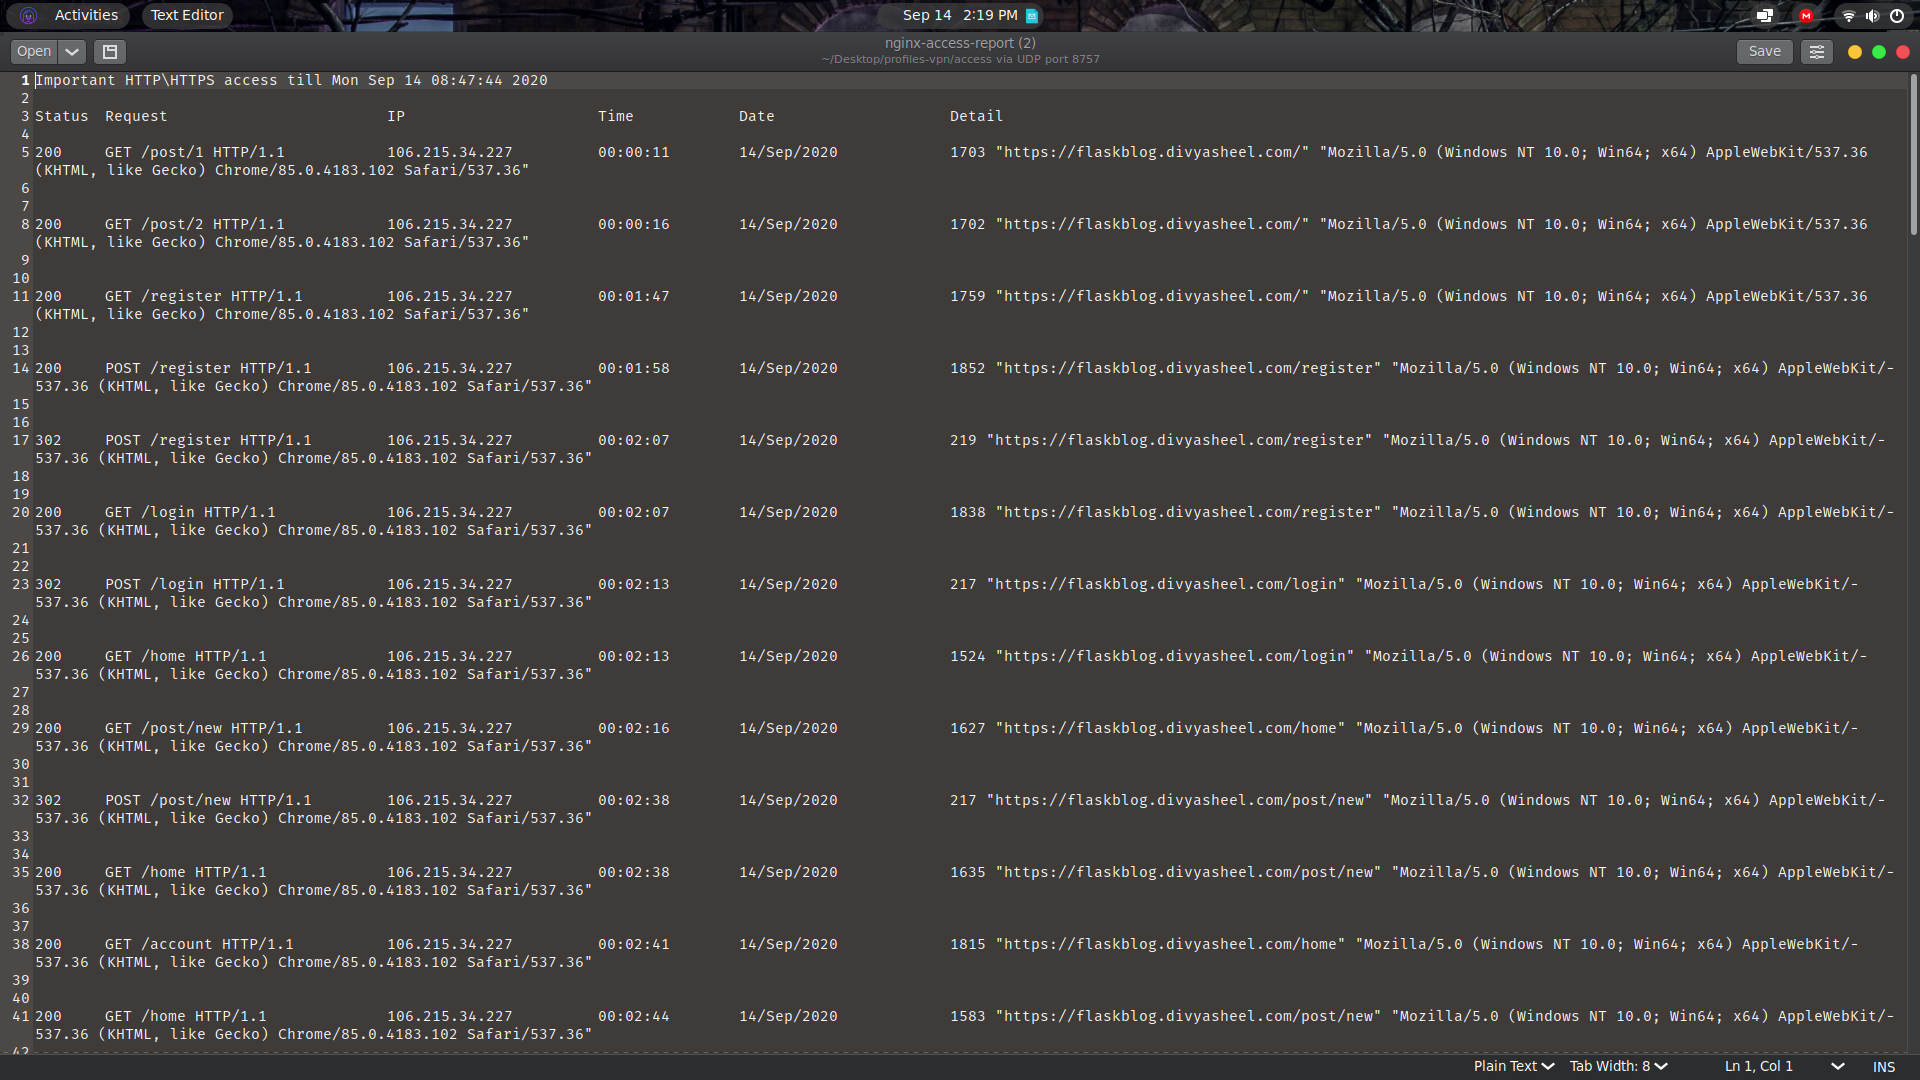 Activities Text Editor Sep 14 2:19 PM M
Open nginx-access-report (2) Save
~/Desktop/profiles-vpn/access via UDP port 8757
1 Important HTTP\HTTPS access till Mon Sep 14 08:47:44 2020
2
3 Status Request IP Time Date Detail
4
5 200 GET /post/1 HTTP/1.1 106.215.34.227 00:00:11 14/Sep/2020 1703 "https://flaskblog.divyasheel.com/" "Mozilla/5.0 (Windows NT 10.0; Win64; x64) AppleWebKit/537.36
(KHTML, like Gecko) Chrome/85.0.4183.102 Safari/537.36"
6
7
8 200 GET /post/2 HTTP/1.1 106.215.34.227 00:00:16 14/Sep/2020 1702 "https://flaskblog.divyasheel.com/" "Mozilla/5.0 (Windows NT 10.0; Win64; x64) AppleWebKit/537.36
(KHTML, like Gecko) Chrome/85.0.4183.102 Safari/537.36"
9
10
11 200 GET /register HTTP/1.1 106.215.34.227 00:01:47 14/Sep/2020 1759 "https://flaskblog.divyasheel.com/" "Mozilla/5.0 (Windows NT 10.0; Win64; x64) AppleWebKit/537.36
(KHTML, like Gecko) Chrome/85.0.4183.102 Safari/537.36"
12
13
14 200 POST /register HTTP/1.1 106.215.34.227 00:01:58 14/Sep/2020 1852 "https://flaskblog.divyasheel.com/register" "Mozilla/5.0 (Windows NT 10.0; Win64; x64) AppleWebKit/-
537.36 (KHTML, like Gecko) Chrome/85.0.4183.102 Safari/537.36"
15
16
17 302 POST /register HTTP/1.1 106.215.34.227 00:02:07 14/Sep/2020 219 "https://flaskblog.divyasheel.com/register" "Mozilla/5.0 (Windows NT 10.0; Win64; x64) AppleWebKit/-
537.36 (KHTML, like Gecko) Chrome/85.0.4183.102 Safari/537.36"
18
19
20 200 GET /login HTTP/1.1 106.215.34.227 00:02:07 14/Sep/2020 1838 "https://flaskblog.divyasheel.com/register" "Mozilla/5.0 (Windows NT 10.0; Win64; x64) AppleWebKit/-
537.36 (KHTML, like Gecko) Chrome/85.0.4183.102 Safari/537.36"
21
22
23 302 POST /login HTTP/1.1 106.215.34.227 00:02:13 14/Sep/2020 217 "https://flaskblog.divyasheel.com/login" "Mozilla/5.0 (Windows NT 10.0; Win64; x64) AppleWebKit/-
537.36 (KHTML, like Gecko) Chrome/85.0.4183.102 Safari/537.36"
24
25
26 200 GET /home HTTP/1.1 106.215.34.227 00:02:13 14/Sep/2020 1524 "https://flaskblog.divyasheel.com/login" "Mozilla/5.0 (Windows NT 10.0; Win64; x64) AppleWebKit/-
537.36 (KHTML, like Gecko) Chrome/85.0.4183.102 Safari/537.36"
27
28
29 200 GET /post/new HTTP/1.1 106.215.34.227 00:02:16 14/Sep/2020 1627 "https://flaskblog.divyasheel.com/home" "Mozilla/5.0 (Windows NT 10.0; Win64; x64) AppleWebKit/-
537.36 (KHTML, like Gecko) Chrome/85.0.4183.102 Safari/537.36"
30
31
32 302 POST /post/new HTTP/1.1 106.215.34.227 00:02:38 14/Sep/2020 217 "https://flaskblog.divyasheel.com/post/new" "Mozilla/5.0 (Windows NT 10.0; Win64; x64) AppleWebKit/-
537.36 (KHTML, like Gecko) Chrome/85.0.4183.102 Safari/537.36"
33
34
35 200 GET /home HTTP/1.1 106.215.34.227 00:02:38 14/Sep/2020 1635 "https://flaskblog.divyasheel.com/post/new" "Mozilla/5.0 (Windows NT 10.0; Win64; x64) AppleWebKit/-
537.36 (KHTML, like Gecko) Chrome/85.0.4183.102 Safari/537.36"
36
37
38 200 GET /account HTTP/1.1 106.215.34.227 00:02:41 14/Sep/2020 1815 "https://flaskblog.divyasheel.com/home" "Mozilla/5.0 (Windows NT 10.0; Win64; x64) AppleWebKit/-
537.36 (KHTML, like Gecko) Chrome/85.0.4183.102 Safari/537.36"
39
40
41 200 GET /home HTTP/1.1 106.215.34.227 00:02:44 14/Sep/2020 1583 "https://flaskblog.divyasheel.com/post/new" "Mozilla/5.0 (Windows NT 10.0; Win64; x64) AppleWebKit/-
537.36 (KHTML, like Gecko) Chrome/85.0.4183.102 Safari/537.36"
42
Plain Text Tab Width: 8 Ln 1, Col 1 INS